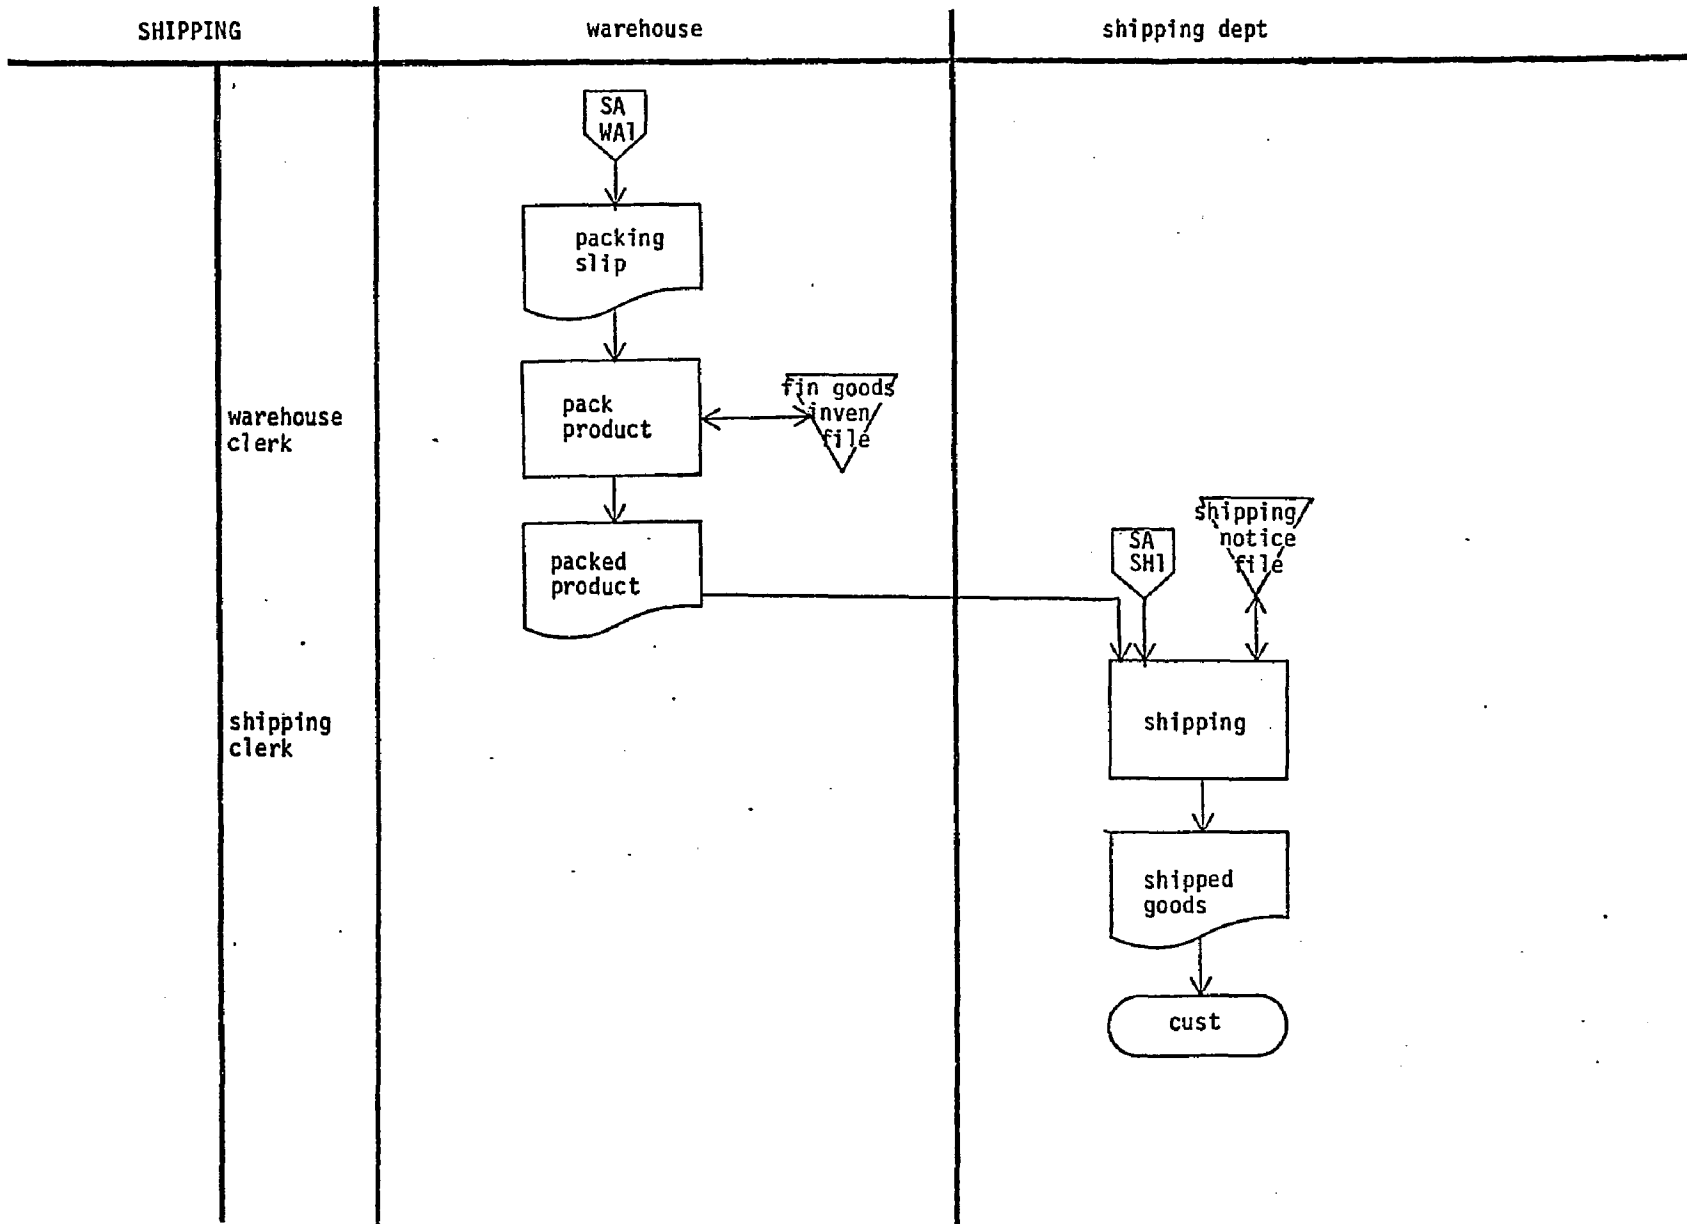 SHIPPING
warehouse
shipping dept
SA
WA1
packing
slip
warehouse
clerk
pack
product
fin goods
inven
file
packed
product
SA
SH1
shipping
notice
file
shipping
clerk
shipping
shipped
goods
cust